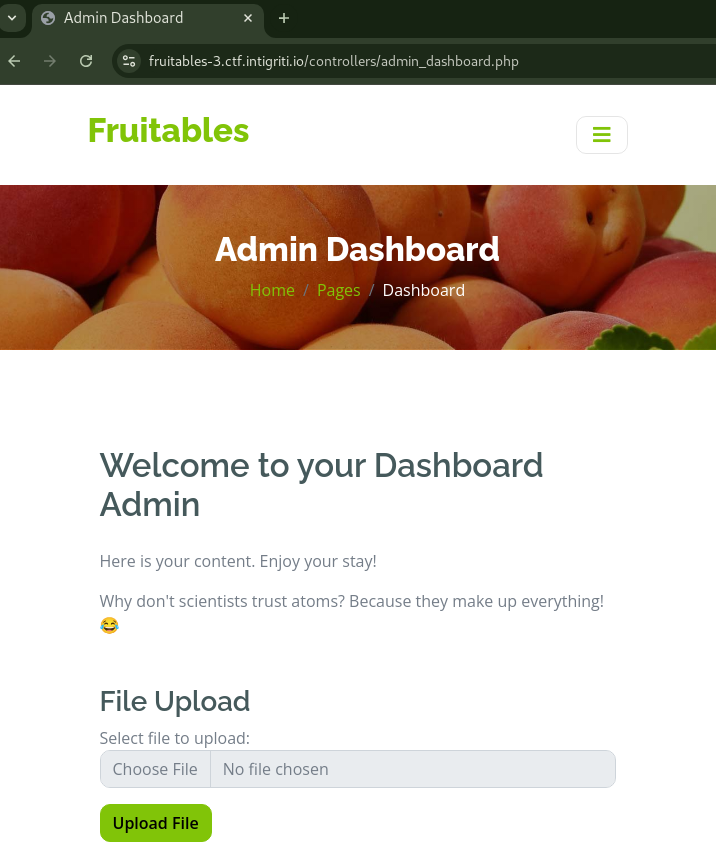 Admin Dashboard
fruitables-3.ctf.intigriti.io/controllers/admin_dashboard.php
Fruitables
Admin Dashboard
Home / Pages / Dashboard
Welcome to your Dashboard
Admin
Here is your content. Enjoy your stay!
Why don't scientists trust atoms? Because they make up everything!
😂
File Upload
Select file to upload:
Choose File No file chosen
Upload File